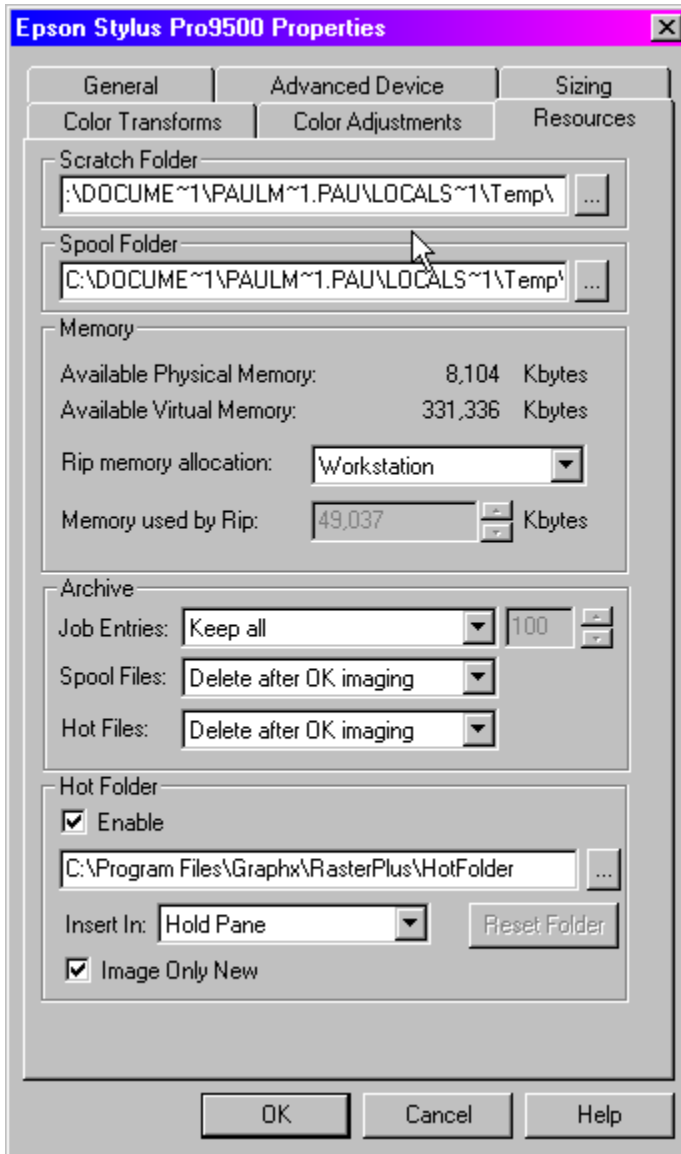 Epson Stylus Pro9500 Properties
General Advanced Device Sizing
Color Transforms Color Adjustments Resources
Scratch Folder
:\DOCUME~1\PAULM~1.PAU\LOCALS~1\Temp\ ...
Spool Folder
C:\DOCUME~1\PAULM~1.PAU\LOCALS~1\Temp\ ...
Memory
Available Physical Memory: 8,104 Kbytes
Available Virtual Memory: 331,336 Kbytes
Rip memory allocation: Workstation
Memory used by Rip: 49,037 Kbytes
Archive
Job Entries: Keep all 100
Spool Files: Delete after OK imaging
Hot Files: Delete after OK imaging
Hot Folder
Enable
C:\Program Files\Graphx\RasterPlus\HotFolder ...
Insert In: Hold Pane Reset Folder
Image Only New
OK Cancel Help